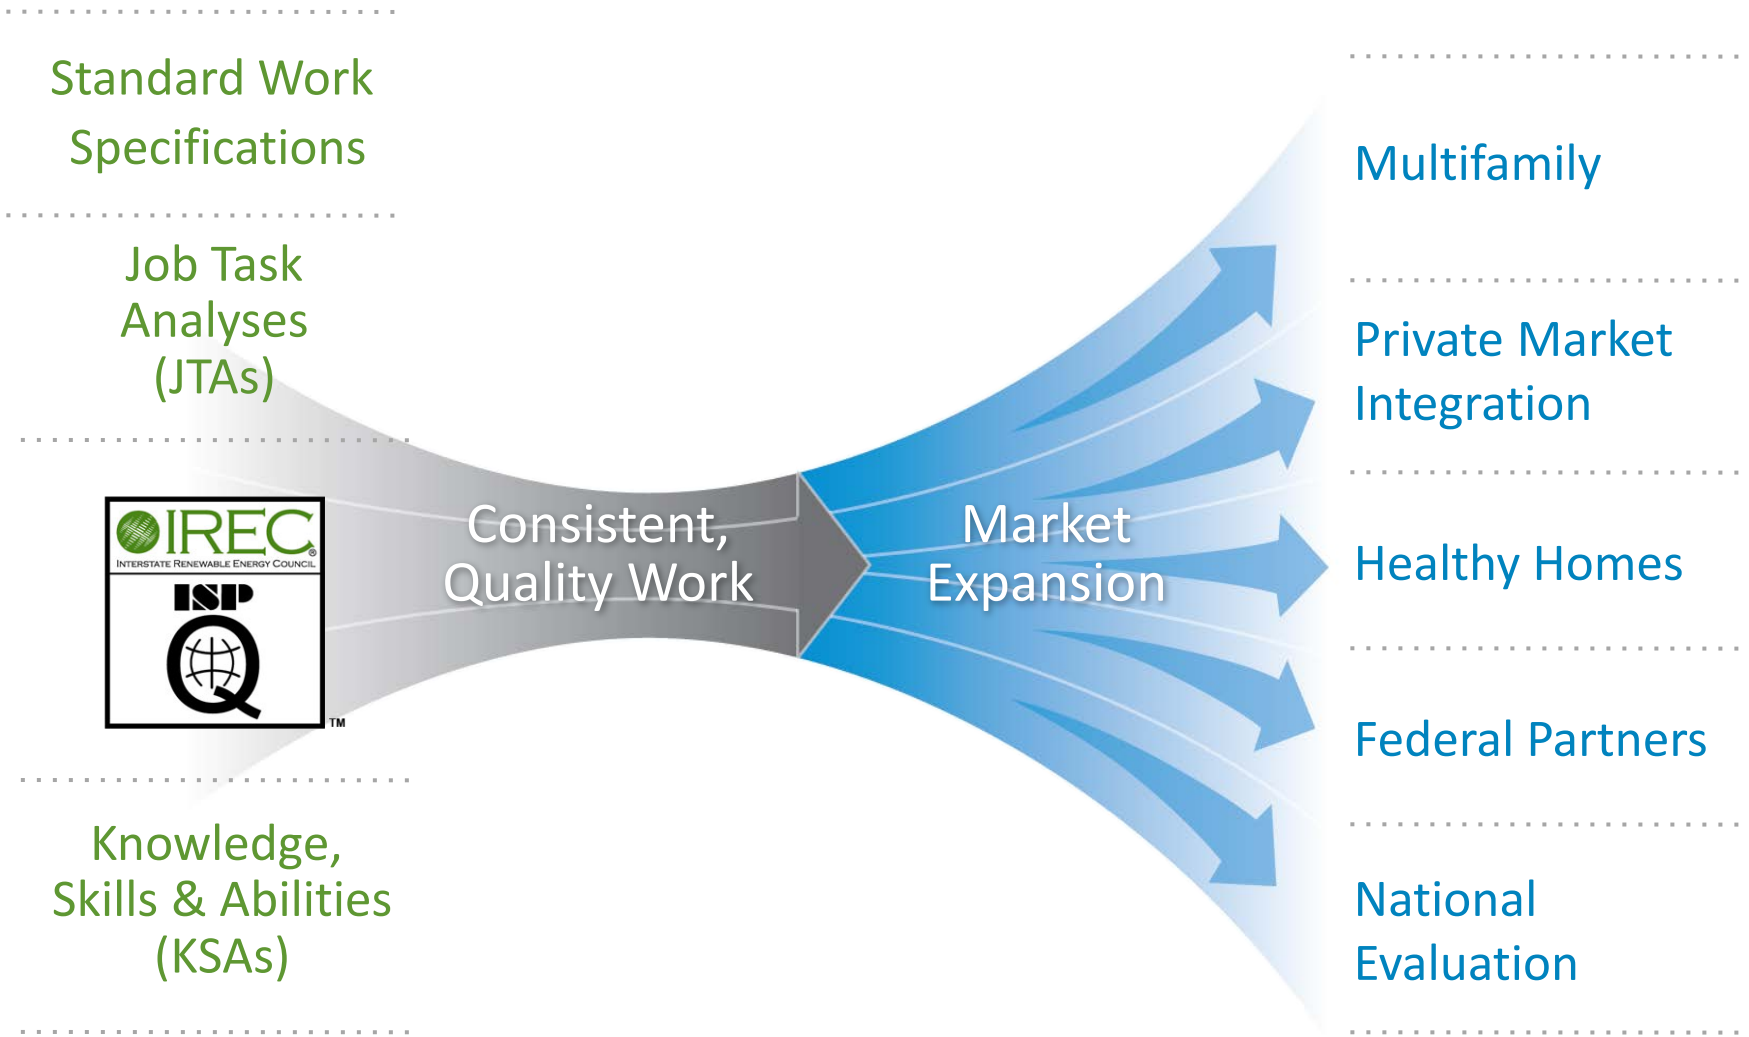 Standard Work
Specifications
Job Task
Analyses
(JTAs)
IREC®
INTERSTATE RENEWABLE ENERGY COUNCIL
ISP
Q
TM
Knowledge,
Skills & Abilities
(KSAs)
Consistent,
Quality Work
Market
Expansion
Multifamily
Private Market
Integration
Healthy Homes
Federal Partners
National
Evaluation